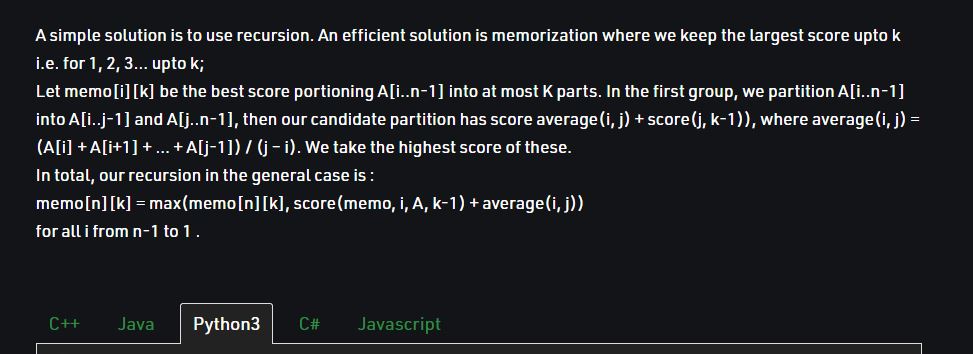 A simple solution is to use recursion. An efficient solution is memorization where we keep the largest score upto k
i.e. for 1, 2, 3… upto k;
Let memo[i][k] be the best score portioning A[i..n-1] into at most K parts. In the first group, we partition A[i..n-1]
into A[i..j-1] and A[j..n-1], then our candidate partition has score average(i, j) + score(j, k-1)), where average(i, j) =
(A[i] + A[i+1] + … + A[j-1]) / (j – i). We take the highest score of these.
In total, our recursion in the general case is :
memo[n][k] = max(memo[n][k], score(memo, i, A, k-1) + average(i, j))
for all i from n-1 to 1 .
C++ Java Python3 C# Javascript